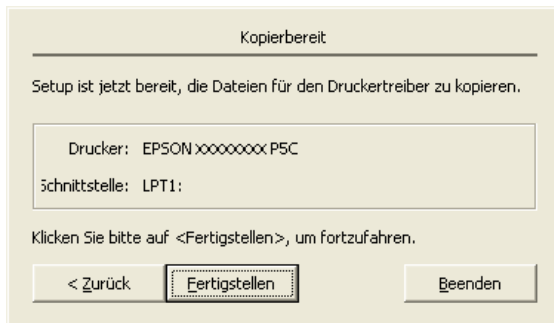 Kopierbereit
Setup ist jetzt bereit, die Dateien für den Druckertreiber zu kopieren.
Drucker: EPSON xxxxxxxx P5C
Schnittstelle: LPT1:
Klicken Sie bitte auf <Fertigstellen>, um fortzufahren.
< Zurück Fertigstellen Beenden